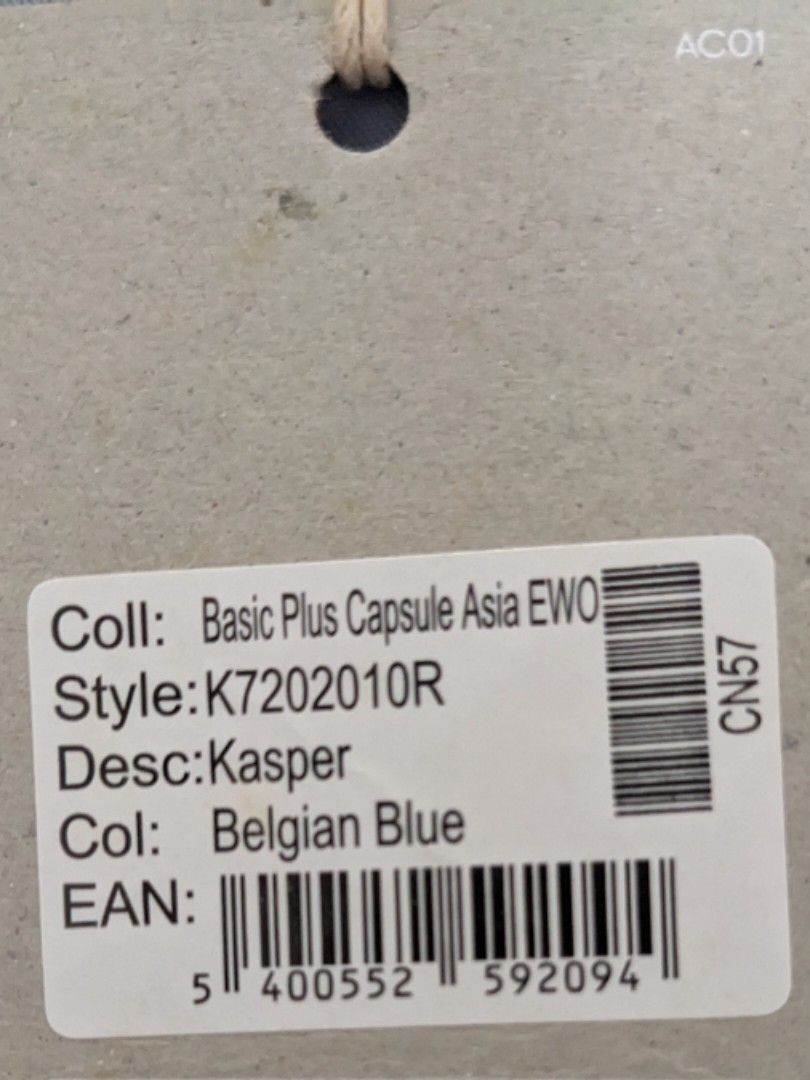 AC01
Coll: Basic Plus Capsule Asia EWO
Style:K7202010R
Desc:Kasper
Col: Belgian Blue
EAN:
5 400552 592094
CN57